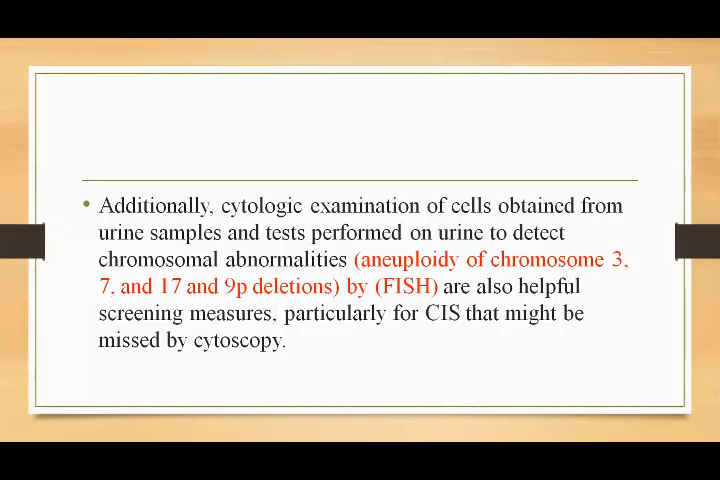 • Additionally, cytologic examination of cells obtained from
urine samples and tests performed on urine to detect
chromosomal abnormalities (aneuploidy of chromosome 3,
7, and 17 and 9p deletions) by (FISH) are also helpful
screening measures, particularly for CIS that might be
missed by cytoscopy.